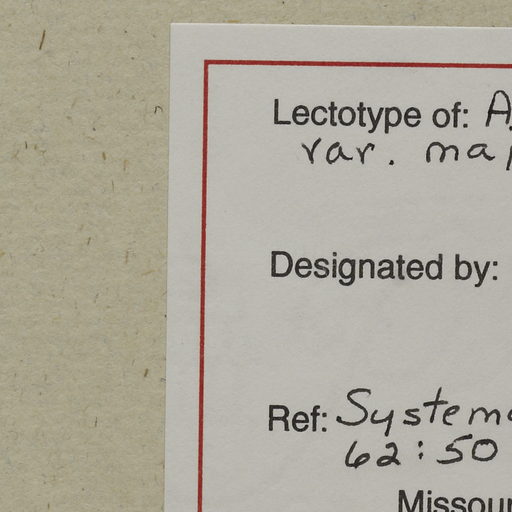 Lectotype of: A
var. ma
Designated by:
Ref: System
62:50
Missour